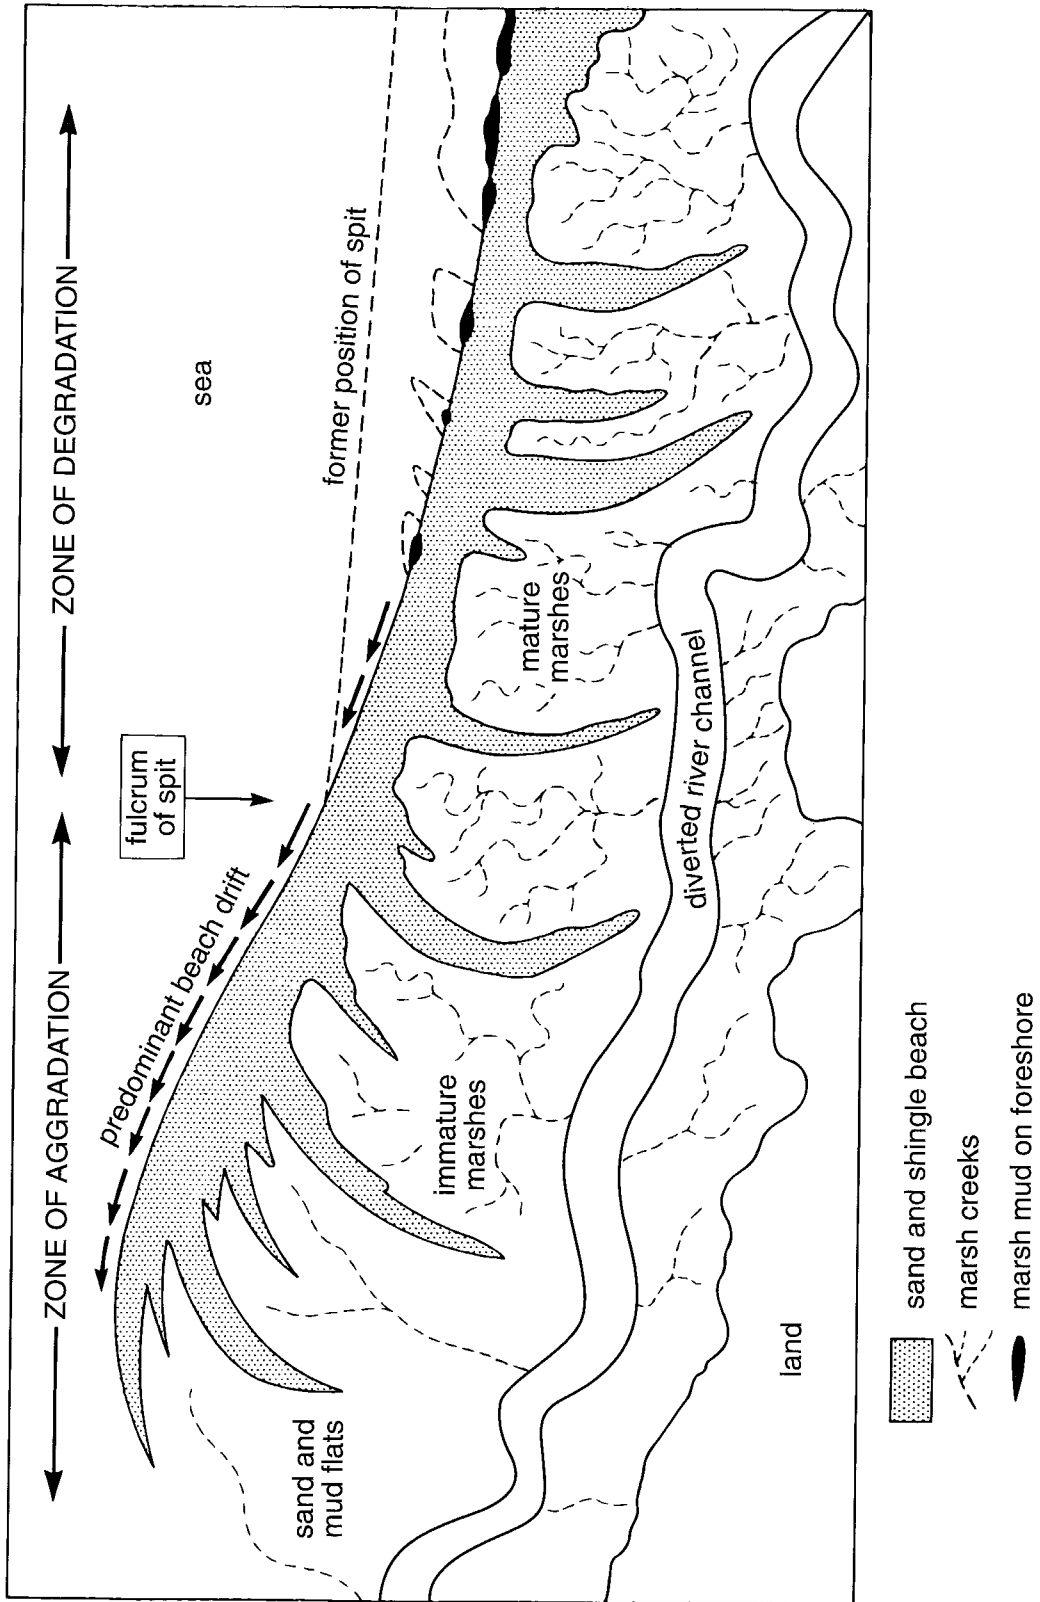 ZONE OF AGGRADATION
ZONE OF DEGRADATION
fulcrum
of spit
predominant beach drift
sea
former position of spit
sand and
mud flats
immature
marshes
mature
marshes
diverted river channel
land
sand and shingle beach
marsh creeks
marsh mud on foreshore